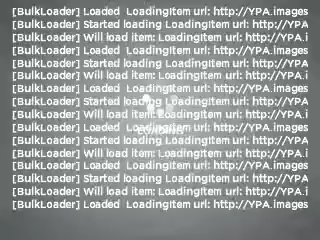 [BulkLoader] Loaded LoadingItem url: http://YPA.images
[BulkLoader] Started loading LoadingItem url: http://YPA
[BulkLoader] Will load item: LoadingItem url: http://YPA.i
[BulkLoader] Loaded LoadingItem url: http://YPA.images
[BulkLoader] Started loading LoadingItem url: http://YPA
[BulkLoader] Will load item: LoadingItem url: http://YPA.i
[BulkLoader] Loaded LoadingItem url: http://YPA.images
[BulkLoader] Started loading LoadingItem url: http://YPA
[BulkLoader] Will load item: LoadingItem url: http://YPA.i
[BulkLoader] Loaded LoadingItem url: http://YPA.images
[BulkLoader] Started loading LoadingItem url: http://YPA
[BulkLoader] Will load item: LoadingItem url: http://YPA.i
[BulkLoader] Loaded LoadingItem url: http://YPA.images
[BulkLoader] Started loading LoadingItem url: http://YPA
[BulkLoader] Will load item: LoadingItem url: http://YPA.i
[BulkLoader] Loaded LoadingItem url: http://YPA.images